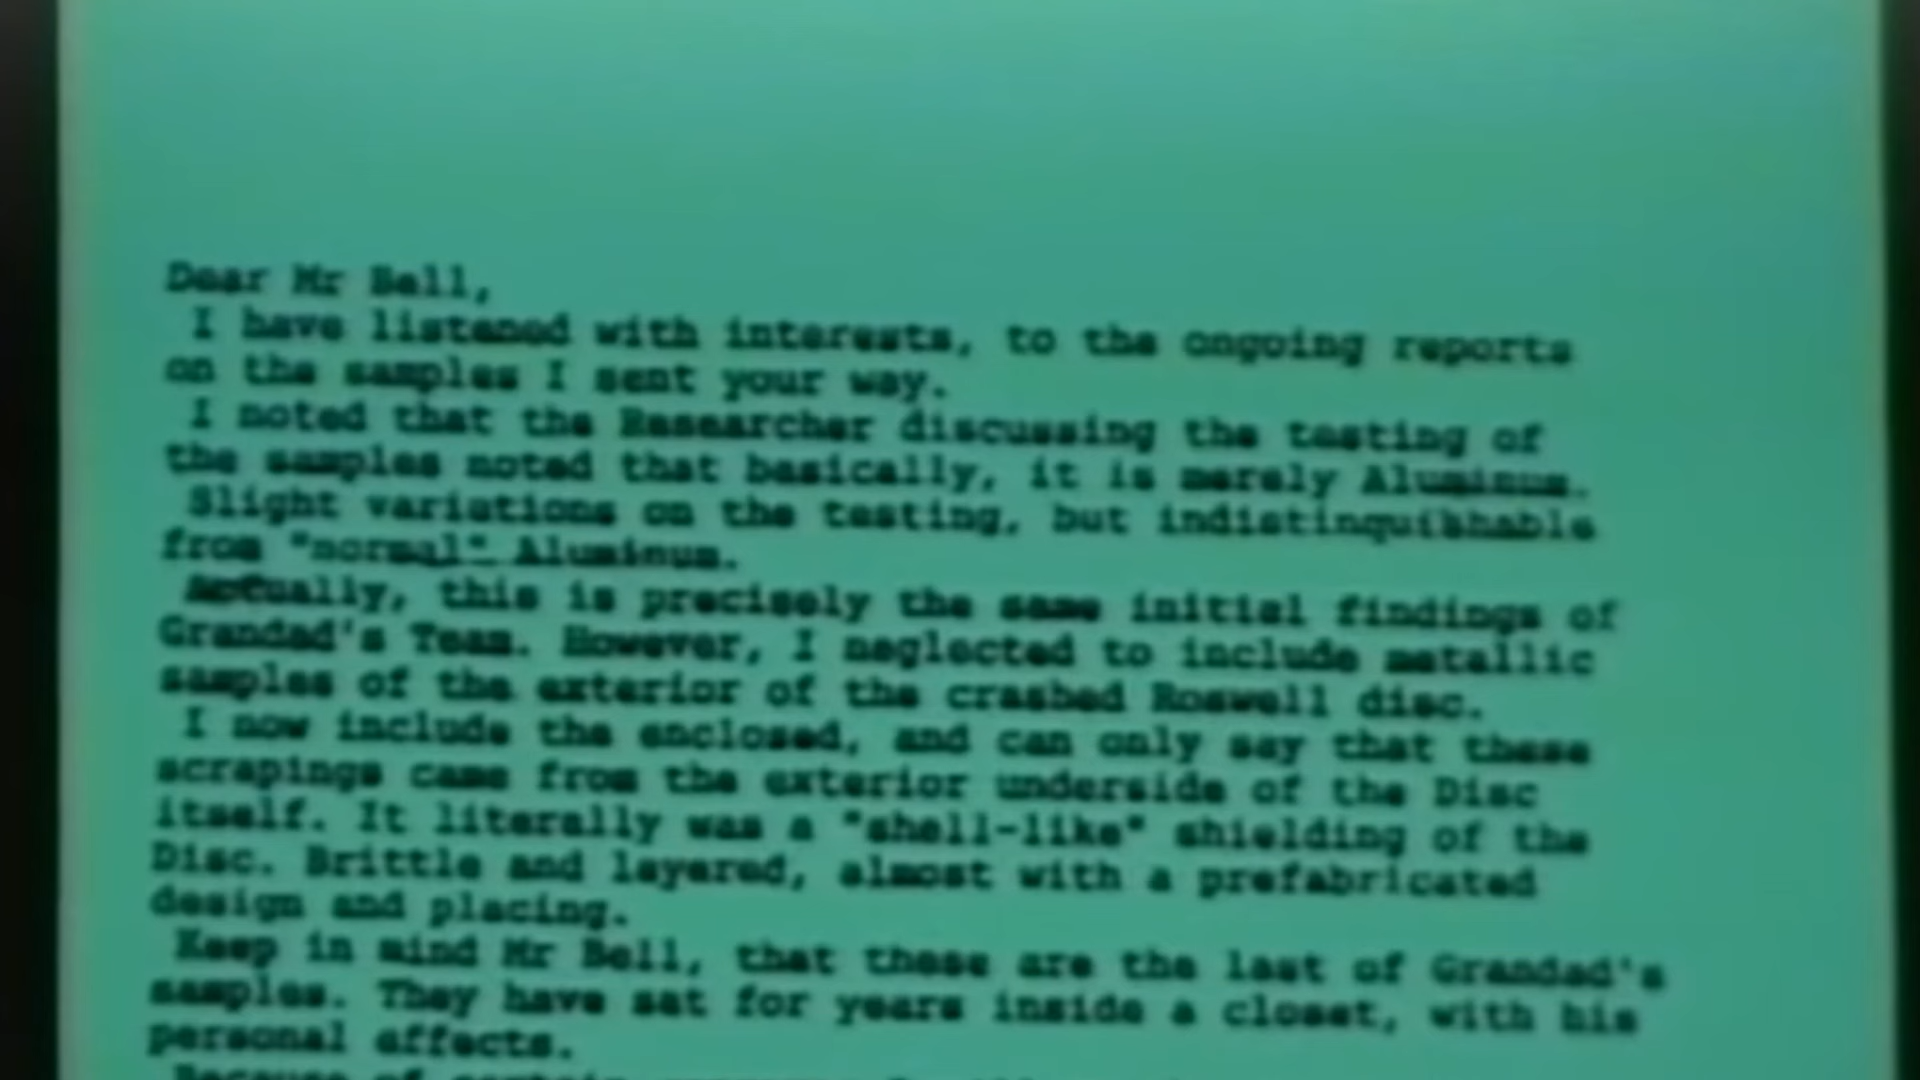 Dear Mr Bell,
I have listened with interests, to the ongoing reports
on the samples I sent your way.
I noted that the Researcher discussing the testing of
the samples noted that basically, it is merely Aluminum.
Slight variations on the testing, but indistinquishable
from "normal" Aluminum.
Actually, this is precisely the same initial findings of
Grandad's Team. However, I neglected to include metallic
samples of the exterior of the crashed Roswell disc.
I now include the enclosed, and can only say that these
scrapings came from the exterior underside of the Disc
itself. It literally was a "shell-like" shielding of the
Disc. Brittle and layered, almost with a prefabricated
design and placing.
Keep in mind Mr Bell, that these are the last of Grandad's
samples. They have sat for years inside a closet, with his
personal affects.
Because of certain